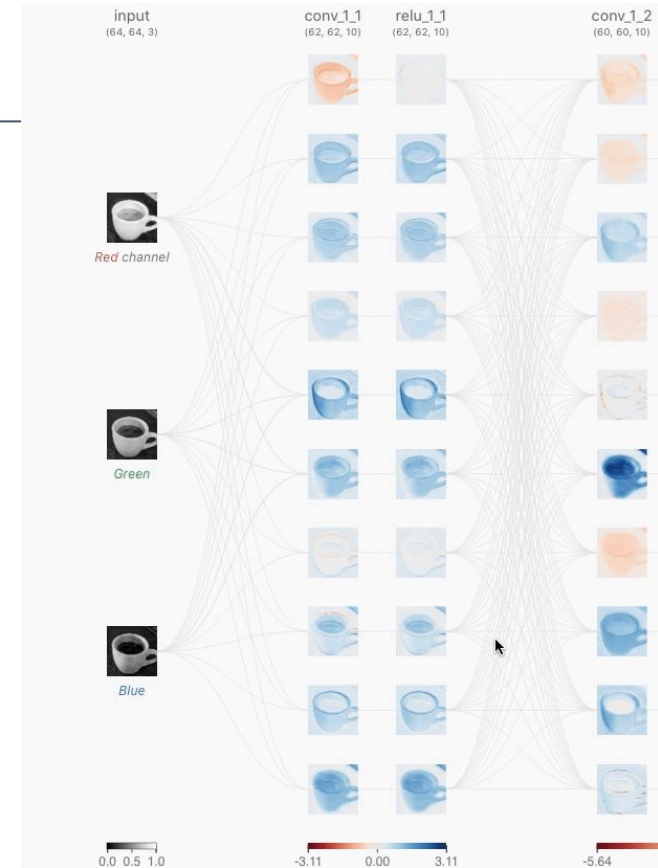 input
(64, 64, 3)
conv_1_1
(62, 62, 10)
relu_1_1
(62, 62, 10)
conv_1_2
(60, 60, 10)
Red channel
Green
Blue
0.0 0.5 1.0
-3.11 0.00 3.11
-5.64